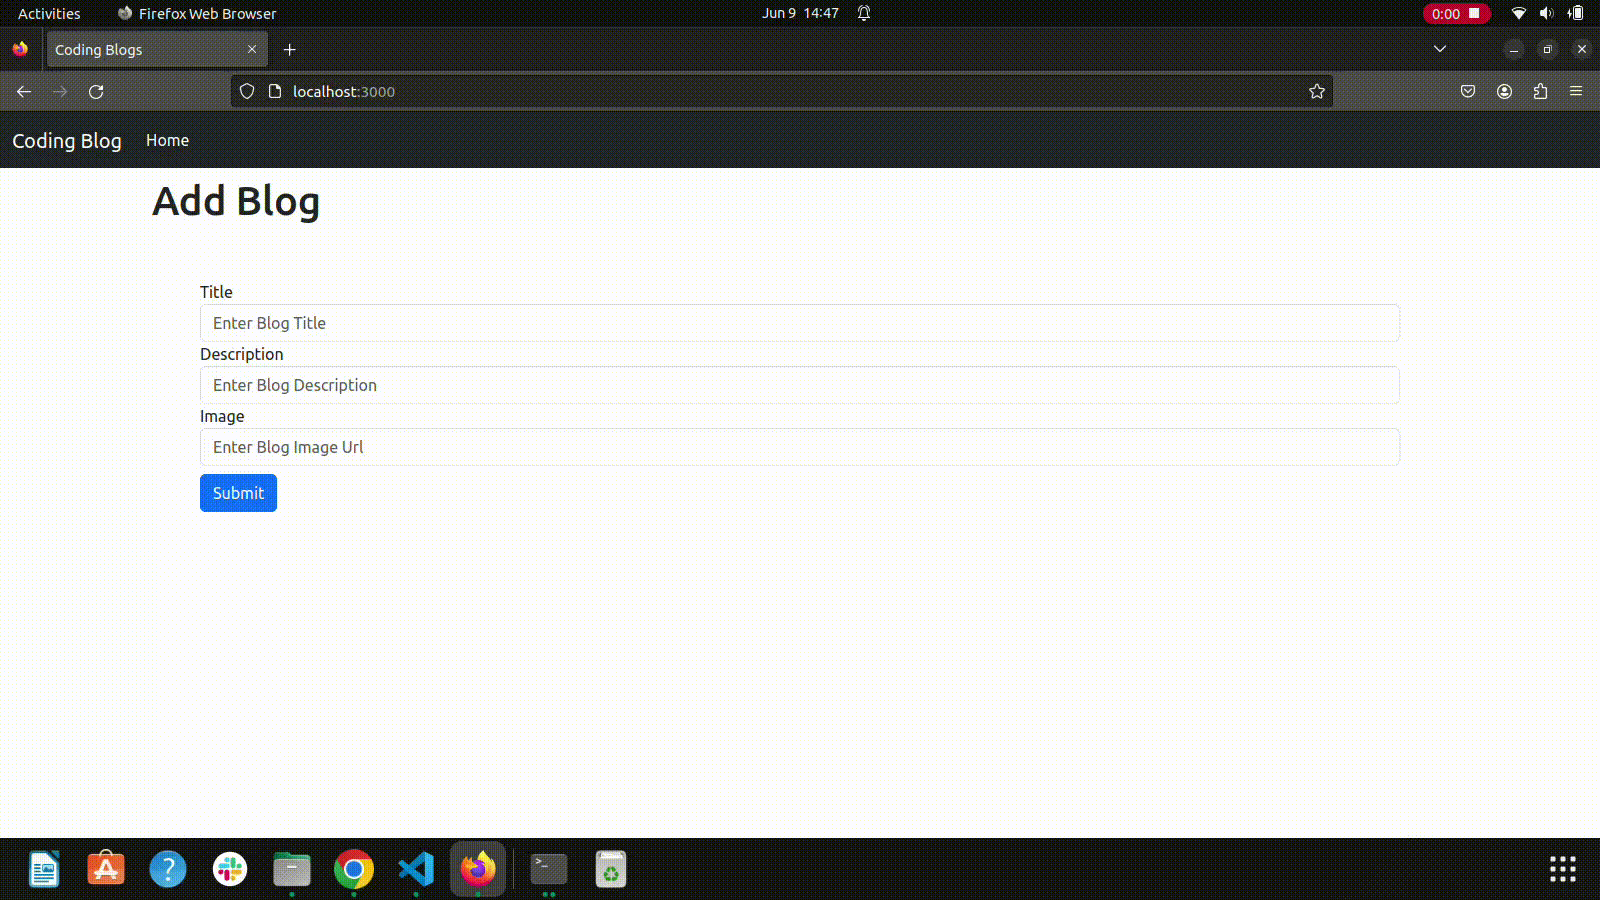 Activities Firefox Web Browser Jun 9 14:47 0:00
Coding Blogs
localhost:3000
Coding Blog Home
Add Blog
Title
Enter Blog Title
Description
Enter Blog Description
Image
Enter Blog Image Url
Submit